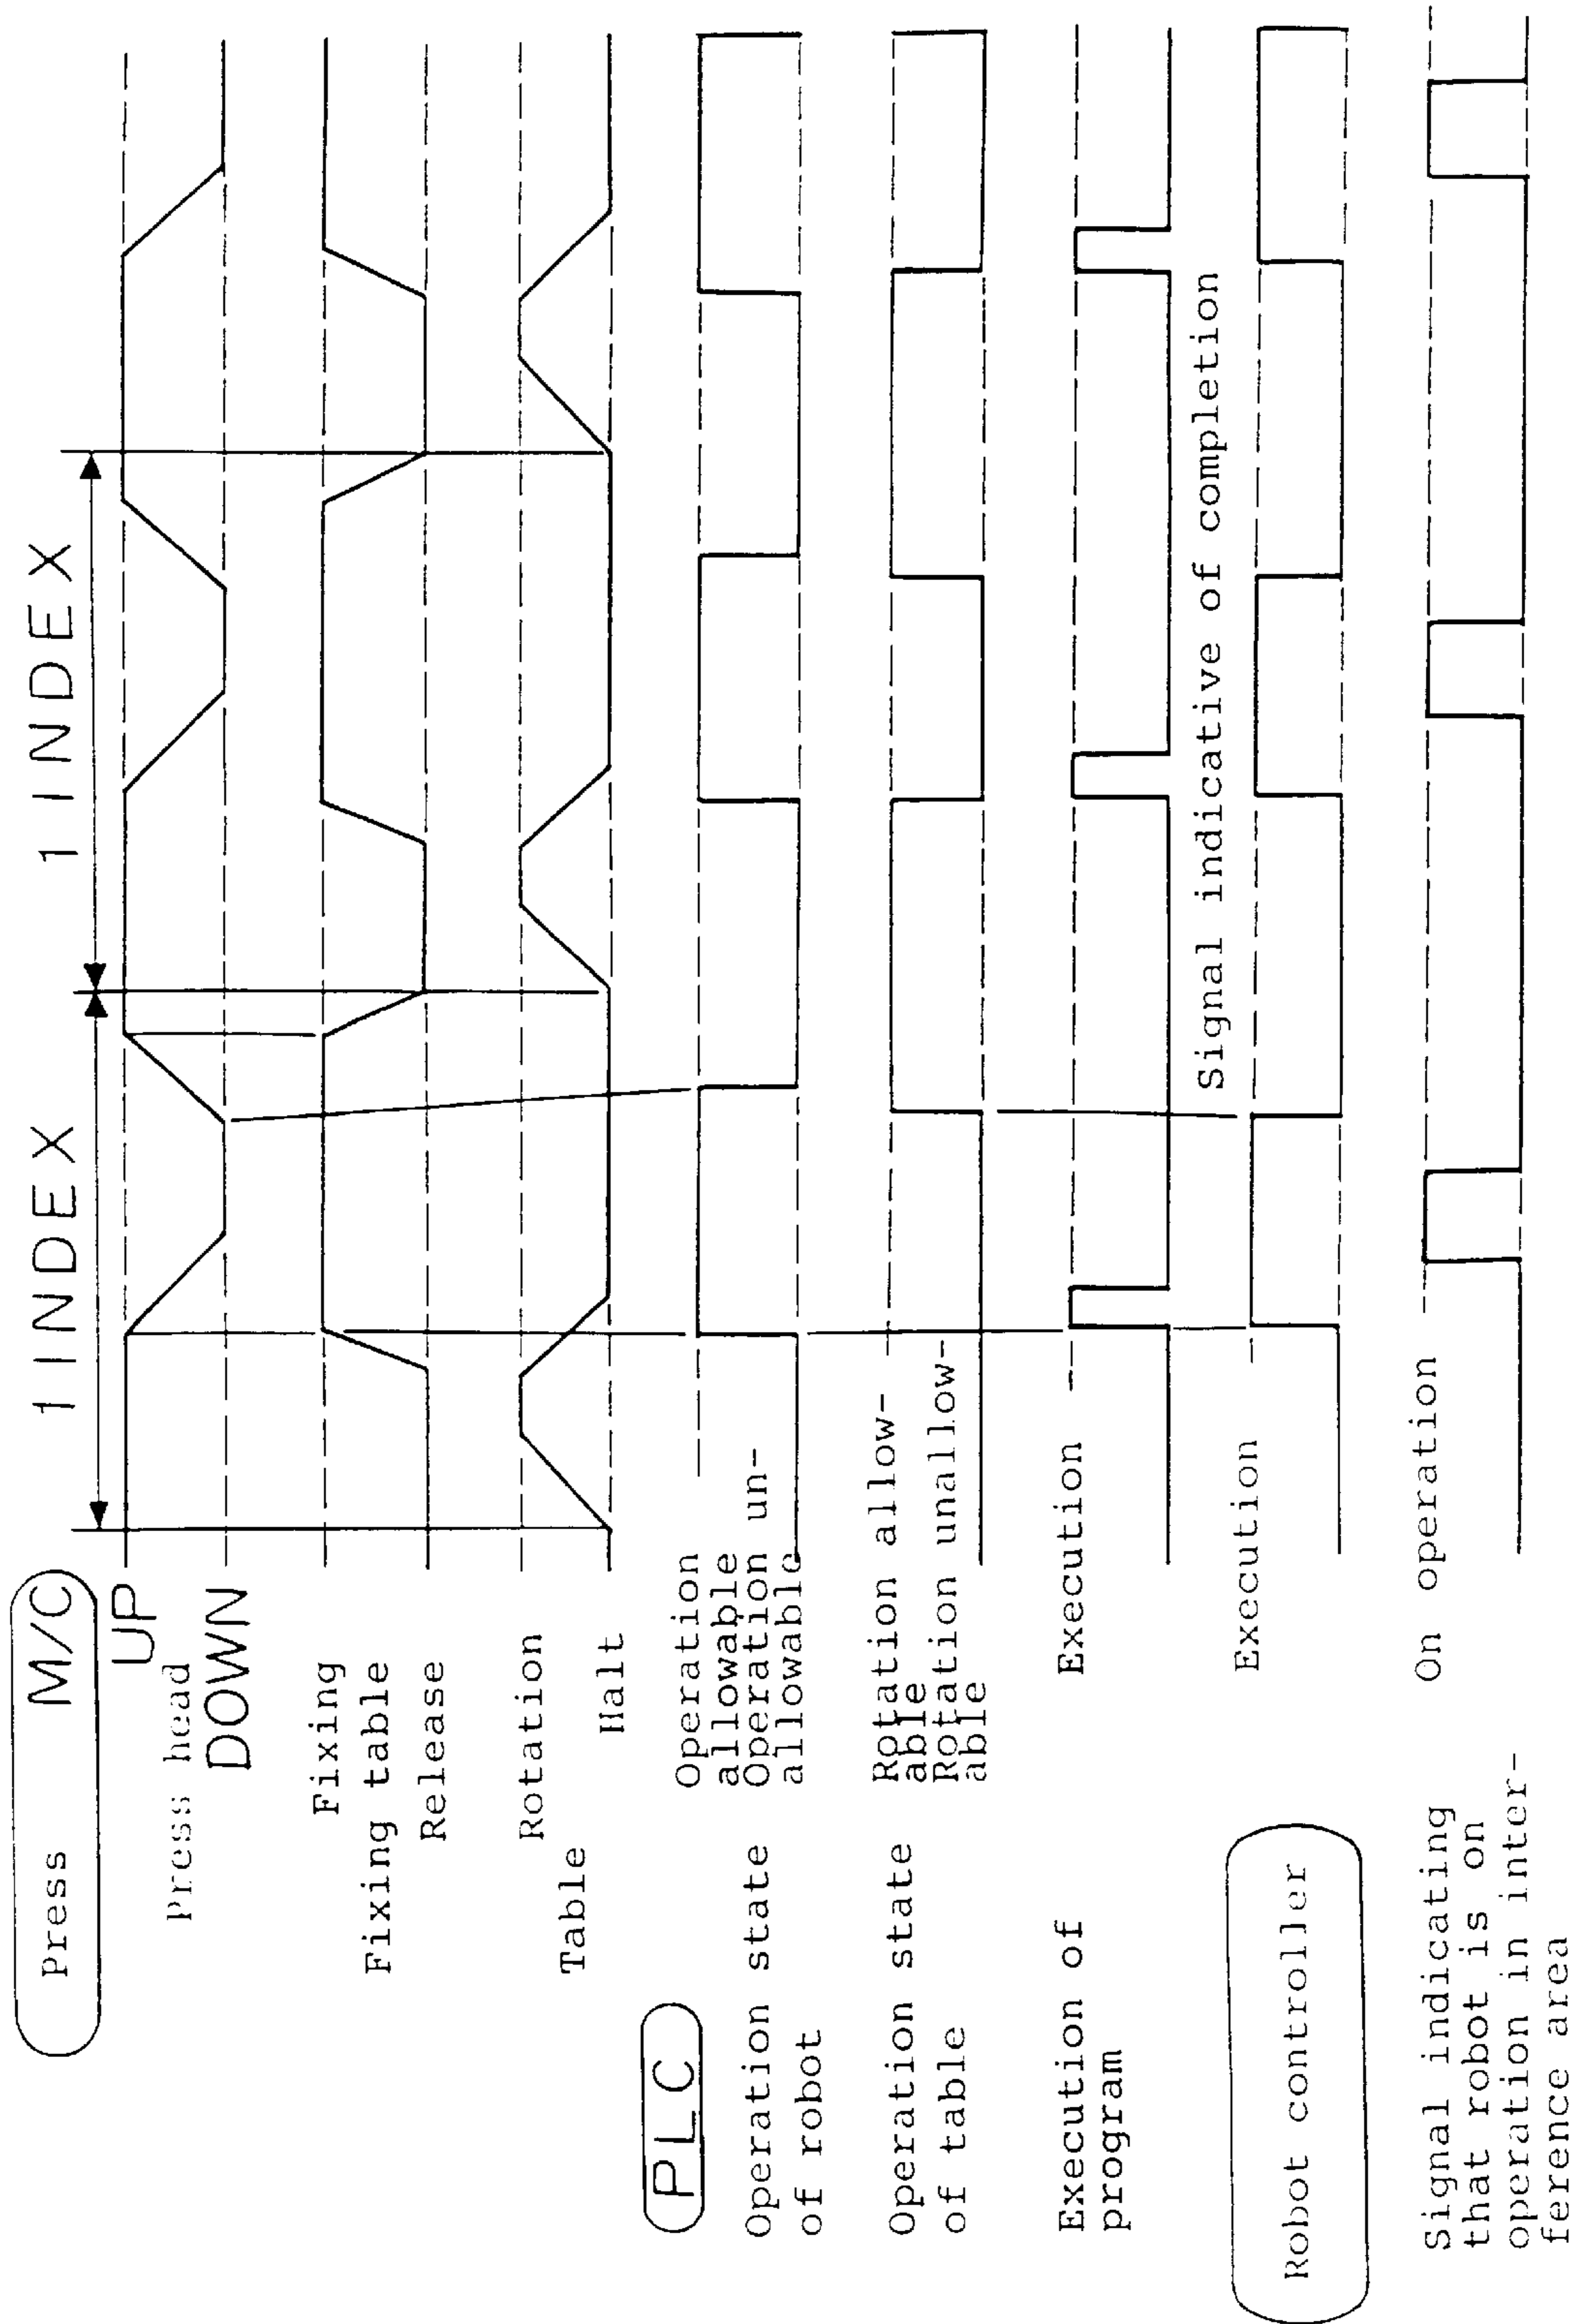 1 INDEX
1 INDEX
Press M/C
UP
Press head
DOWN
Fixing
Fixing table
Release
Rotation
Table
Halt
PLC
Operation state
of robot
Operation
allowable
Operation un-
allowable
Operation state
of table
Rotation allow-
able
Rotation unallow-
able
Execution of
program
Execution
Signal indicative of completion
Robot controller
Execution
Signal indicating
that robot is on
operation in inter-
ference area
On operation